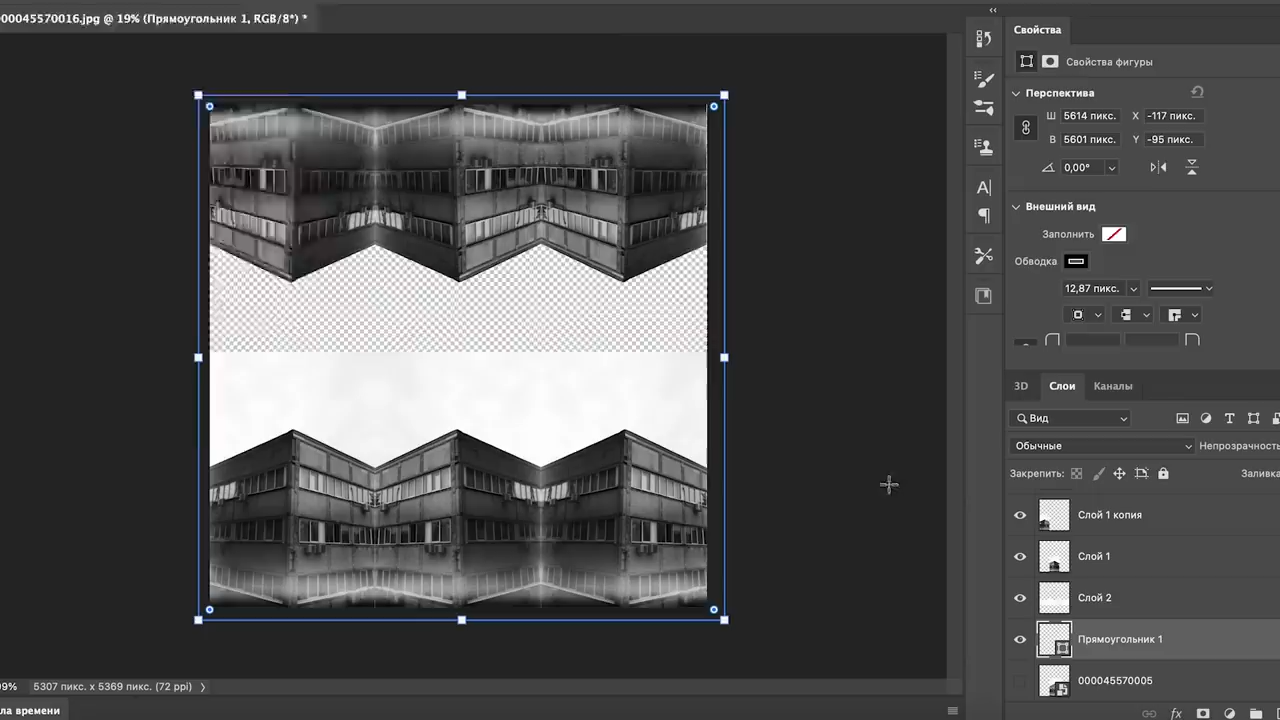 00045570016.jpg @ 19% (Прямоугольник 1, RGB/8*) *
Свойства
Свойства фигуры
Перспектива
Ш 5614 пикс. X -117 пикс.
В 5601 пикс. Y -95 пикс.
0,00°
Внешний вид
Заполнить
Обводка
12,87 пикс.
3D Слои Каналы
Вид
Обычные Непрозрачность
Закрепить: Заливка
Слой 1 копия
Слой 1
Слой 2
Прямоугольник 1
000045570005
fx
99% 5307 пикс. x 5369 пикс. (72 ppi)
ла времени